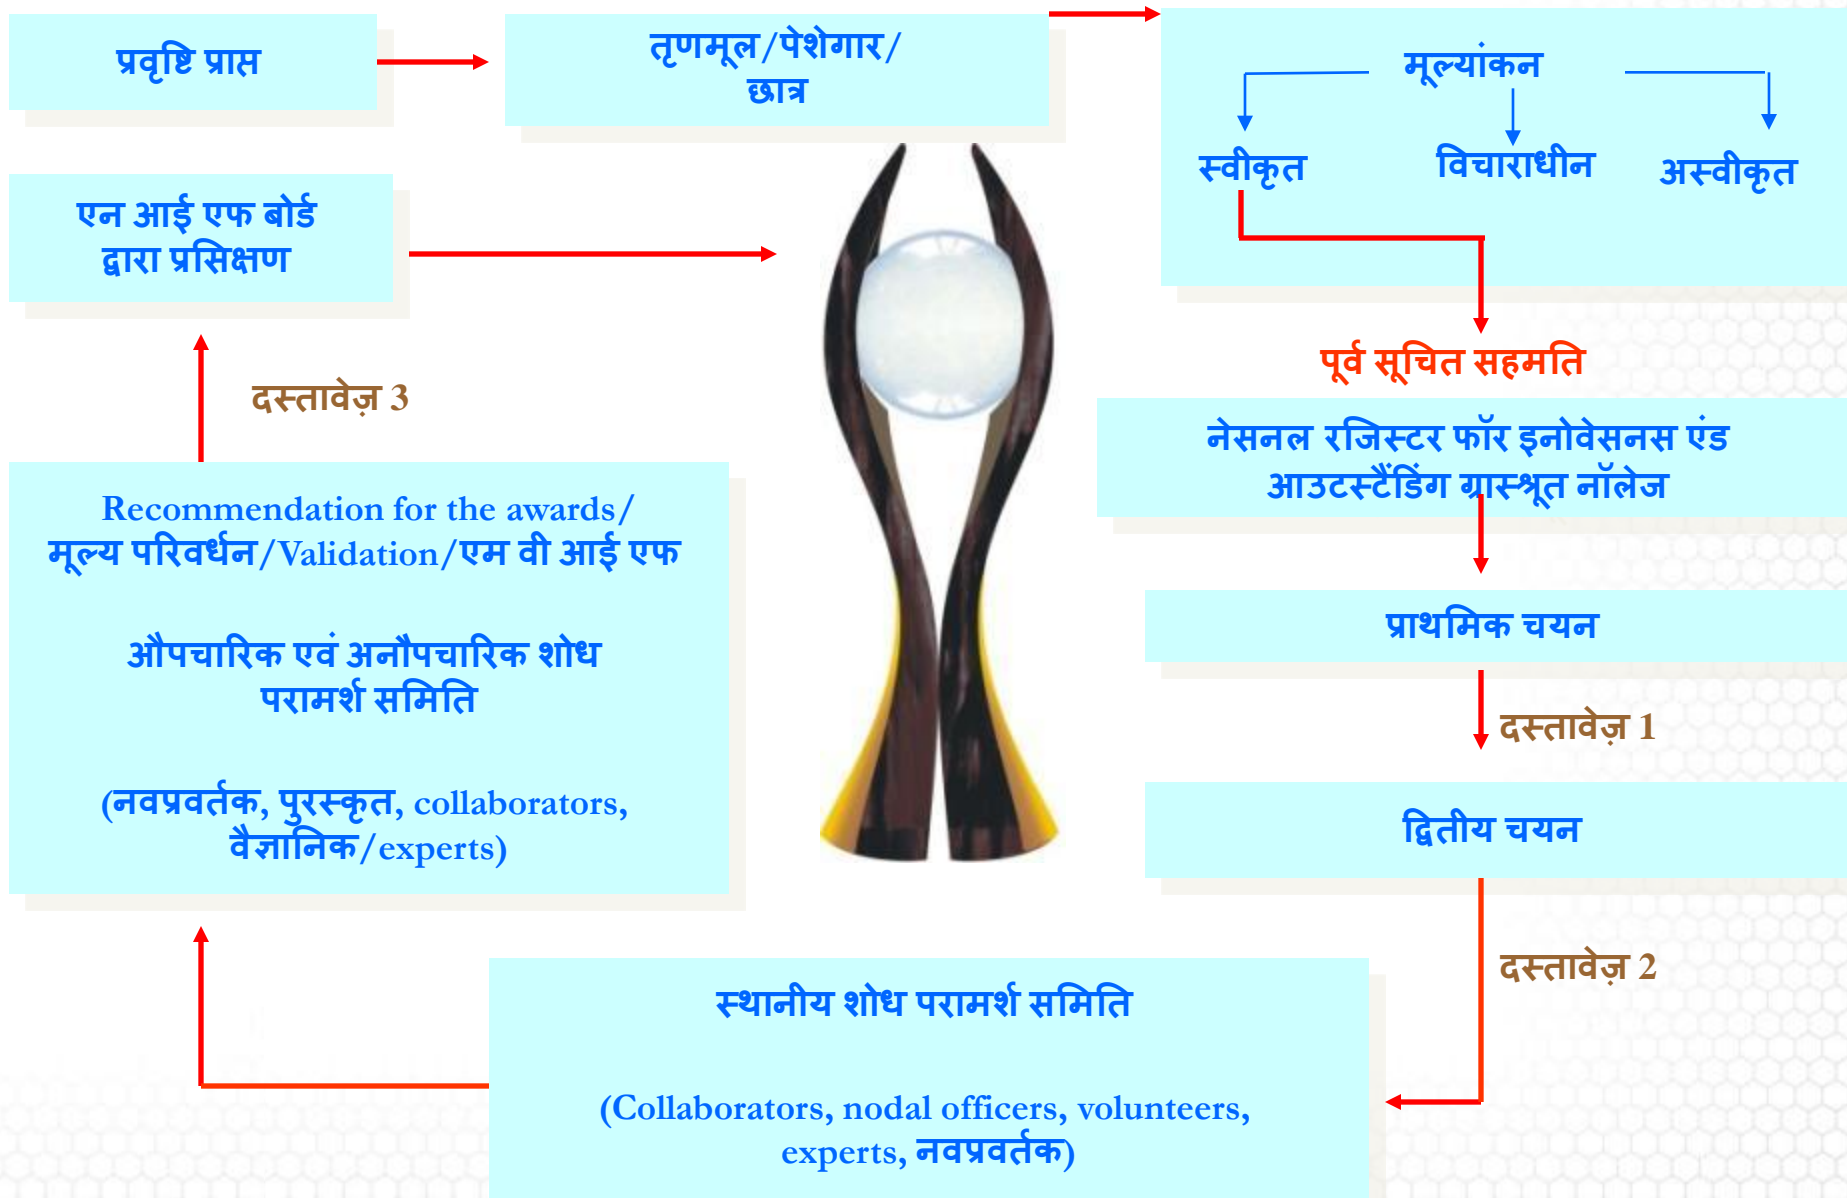 प्रवृष्टि प्राप्त
तृणमूल/पेशेगार/
छात्र
मूल्यांकन
स्वीकृत
विचाराधीन
अस्वीकृत
पूर्व सूचित सहमति
नेसनल रजिस्टर फॉर इनोवेसनस एंड
आउटस्टैंडिंग ग्रास्श्रूत नॉलेज
प्राथमिक चयन
दस्तावेज़ 1
द्वितीय चयन
दस्तावेज़ 2
स्थानीय शोध परामर्श समिति
(Collaborators, nodal officers, volunteers,
experts, नवप्रवर्तक)
Recommendation for the awards/
मूल्य परिवर्धन/Validation/एम वी आई एफ
औपचारिक एवं अनौपचारिक शोध
परामर्श समिति
(नवप्रवर्तक, पुरस्कृत, collaborators,
वैज्ञानिक/experts)
दस्तावेज़ 3
एन आई एफ बोर्ड
द्वारा प्रसिक्षण